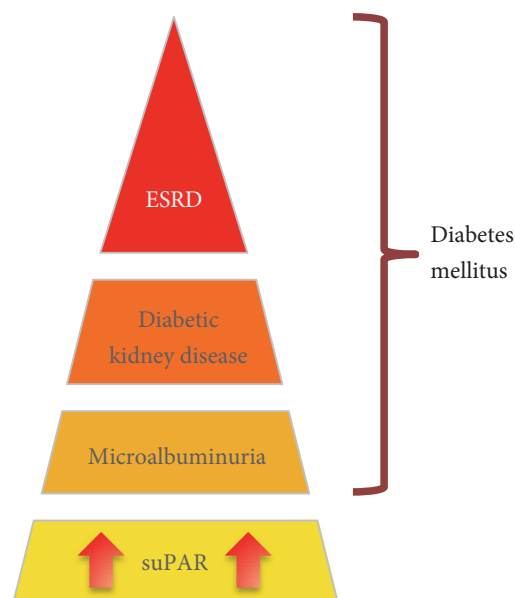 ESRD
Diabetes
mellitus
Diabetic
kidney disease
Microalbuminuria
suPAR